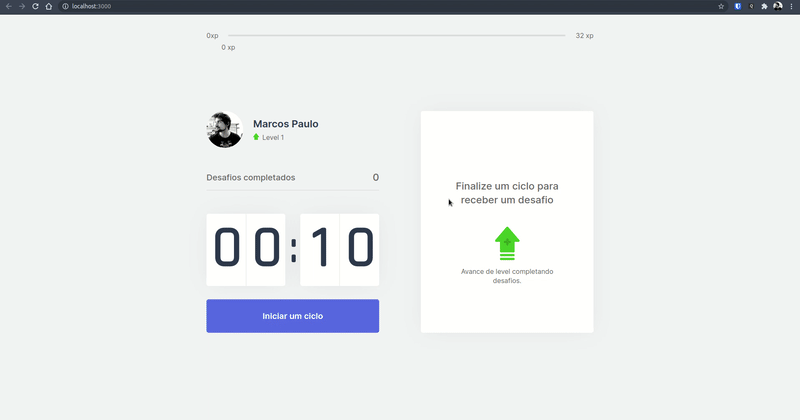 localhost:3000
0xp
32 xp
0 xp
Marcos Paulo
Level 1
Desafios completados
0
00:10
Iniciar um ciclo
Finalize um ciclo para
receber um desafio
Avance de level completando
desafios.